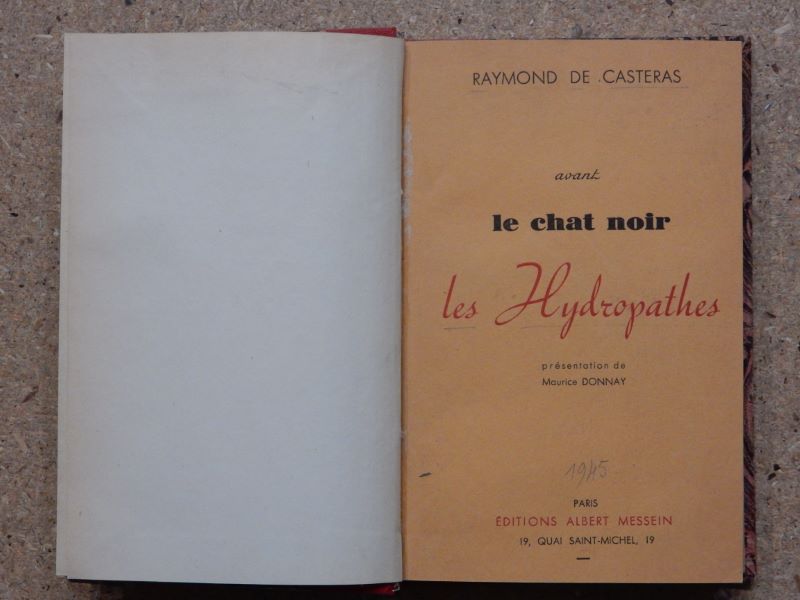 RAYMOND DE CASTERAS
avant
le chat noir
les Hydropathes
présentation de
Maurice DONNAY
1945
PARIS
ÉDITIONS ALBERT MESSEIN
19, QUAI SAINT-MICHEL, 19